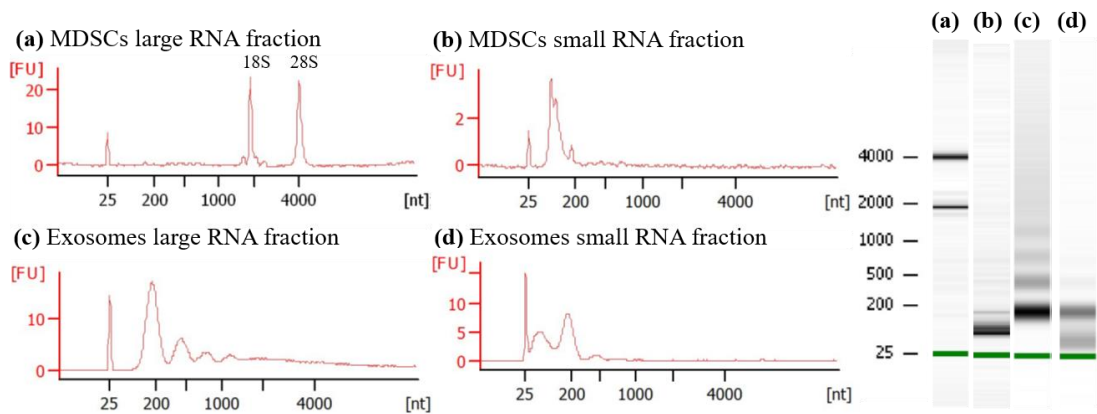 (a) MDSCs large RNA fraction
[FU]
18S 28S
20
10
0
25 200 1000 4000 [nt]
(b) MDSCs small RNA fraction
[FU]
2
0
25 200 1000 4000 [nt]
(c) Exosomes large RNA fraction
[FU]
10
0
25 200 1000 4000 [nt]
(d) Exosomes small RNA fraction
[FU]
10
5
0
25 200 1000 4000 [nt]
(a) (b) (c) (d)
4000
2000
1000
500
200
25